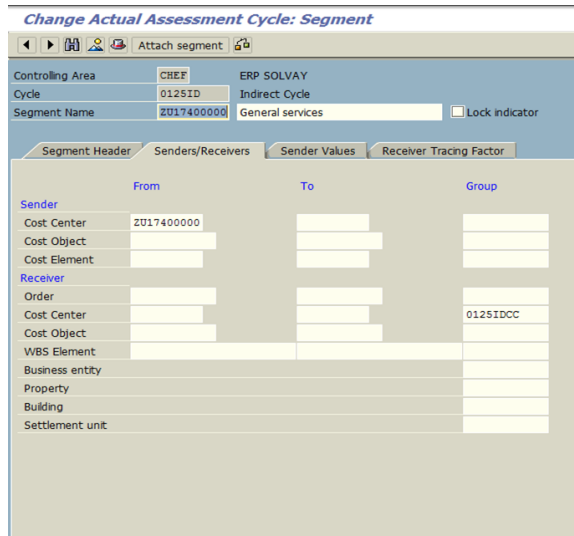 Change Actual Assessment Cycle: Segment
Attach segment
Controlling Area CHEF ERP SOLVAY
Cycle 0125ID Indirect Cycle
Segment Name ZU17400000 General services Lock indicator
Segment Header Senders/Receivers Sender Values Receiver Tracing Factor
From To Group
Sender
Cost Center ZU17400000
Cost Object
Cost Element
Receiver
Order
Cost Center 0125IDCC
Cost Object
WBS Element
Business entity
Property
Building
Settlement unit